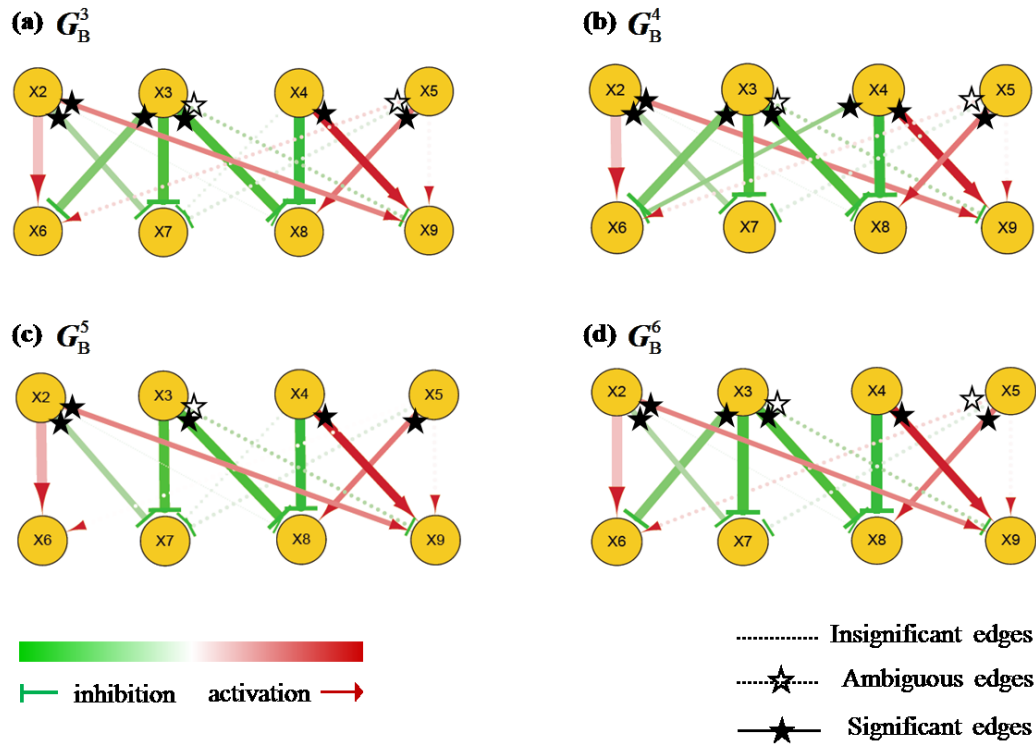 (a) G_B^3
(b) G_B^4
X2 X3 X4 X5
X2 X3 X4 X5
X6 X7 X8 X9
X6 X7 X8 X9
(c) G_B^5
(d) G_B^6
X2 X3 X4 X5
X2 X3 X4 X5
X6 X7 X8 X9
X6 X7 X8 X9
inhibition activation
Insignificant edges
Ambiguous edges
Significant edges